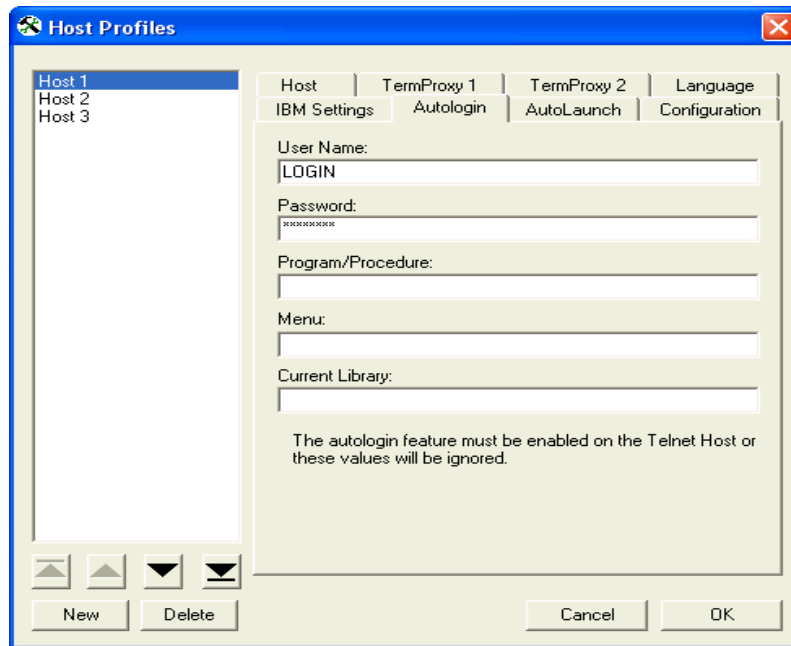 Host Profiles
Host 1
Host 2
Host 3
Host
TermProxy 1
TermProxy 2
Language
IBM Settings
Autologin
AutoLaunch
Configuration
User Name:
LOGIN
Password:
********
Program/Procedure:
Menu:
Current Library:
The autologin feature must be enabled on the Telnet Host or
these values will be ignored.
New
Delete
Cancel
OK